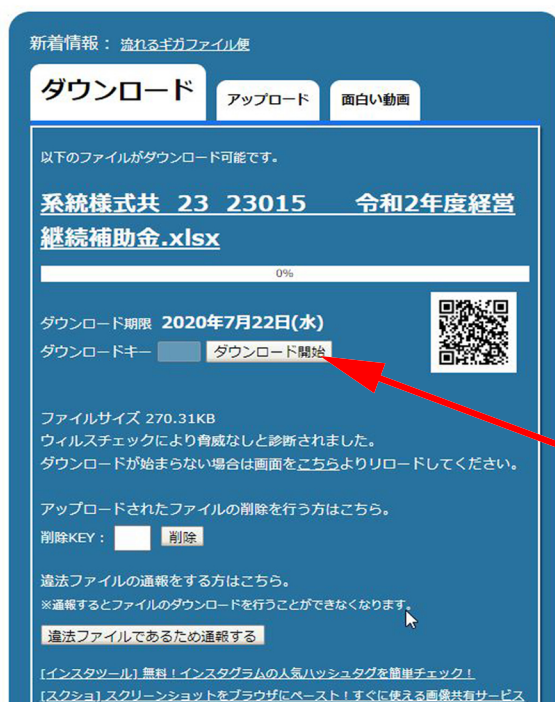 新着情報： 流れるギガファイル便
ダウンロード アップロード 面白い動画
以下のファイルがダウンロード可能です。
系統様式共_23_23015　　令和2年度経営
継続補助金.xlsx
0%
ダウンロード期限 2020年7月22日(水)
ダウンロードキー ダウンロード開始
ファイルサイズ 270.31KB
ウィルスチェックにより脅威なしと診断されました。
ダウンロードが始まらない場合は画面をこちらよりリロードしてください。
アップロードされたファイルの削除を行う方はこちら。
削除KEY： 削除
違法ファイルの通報をする方はこちら。
※通報するとファイルのダウンロードを行うことができなくなります。
違法ファイルであるため通報する
[インスタツール] 無料！インスタグラムの人気ハッシュタグを簡単チェック！
[スクショ] スクリーンショットをブラウザにペースト！すぐに使える画像共有サービス